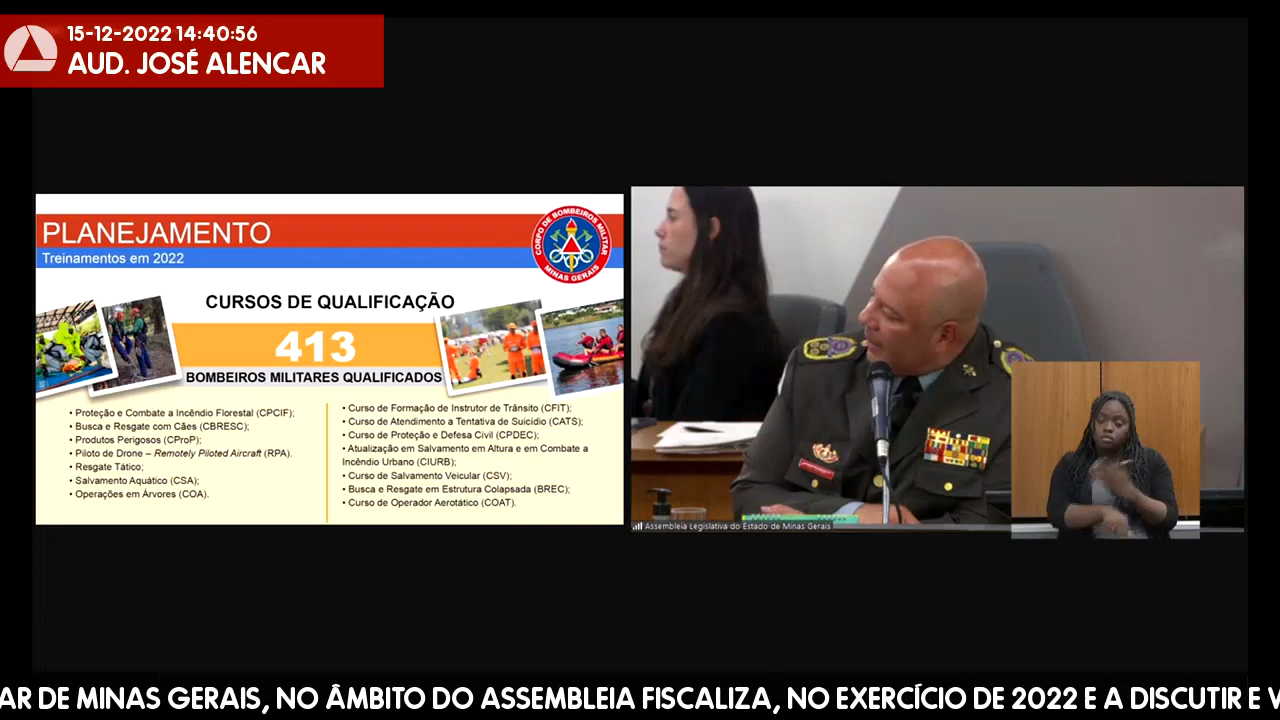 15-12-2022 14:40:56
AUD. JOSÉ ALENCAR
PLANEJAMENTO
Treinamentos em 2022
CORPO DE BOMBEIROS MILITAR
MINAS GERAIS
CURSOS DE QUALIFICAÇÃO
413
BOMBEIROS MILITARES QUALIFICADOS
• Proteção e Combate a Incêndio Florestal (CPCIF);
• Busca e Resgate com Cães (CBRESC);
• Produtos Perigosos (CProP);
• Piloto de Drone – Remotely Piloted Aircraft (RPA).
• Resgate Tático;
• Salvamento Aquático (CSA);
• Operações em Árvores (COA).
• Curso de Formação de Instrutor de Trânsito (CFIT);
• Curso de Atendimento a Tentativa de Suicídio (CATS);
• Curso de Proteção e Defesa Civil (CPDEC);
• Atualização em Salvamento em Altura e em Combate a
Incêndio Urbano (CIURB);
• Curso de Salvamento Veicular (CSV);
• Busca e Resgate em Estrutura Colapsada (BREC);
• Curso de Operador Aerotático (COAT).
Assembleia Legislativa do Estado de Minas Gerais
AR DE MINAS GERAIS, NO ÂMBITO DO ASSEMBLEIA FISCALIZA, NO EXERCÍCIO DE 2022 E A DISCUTIR E V